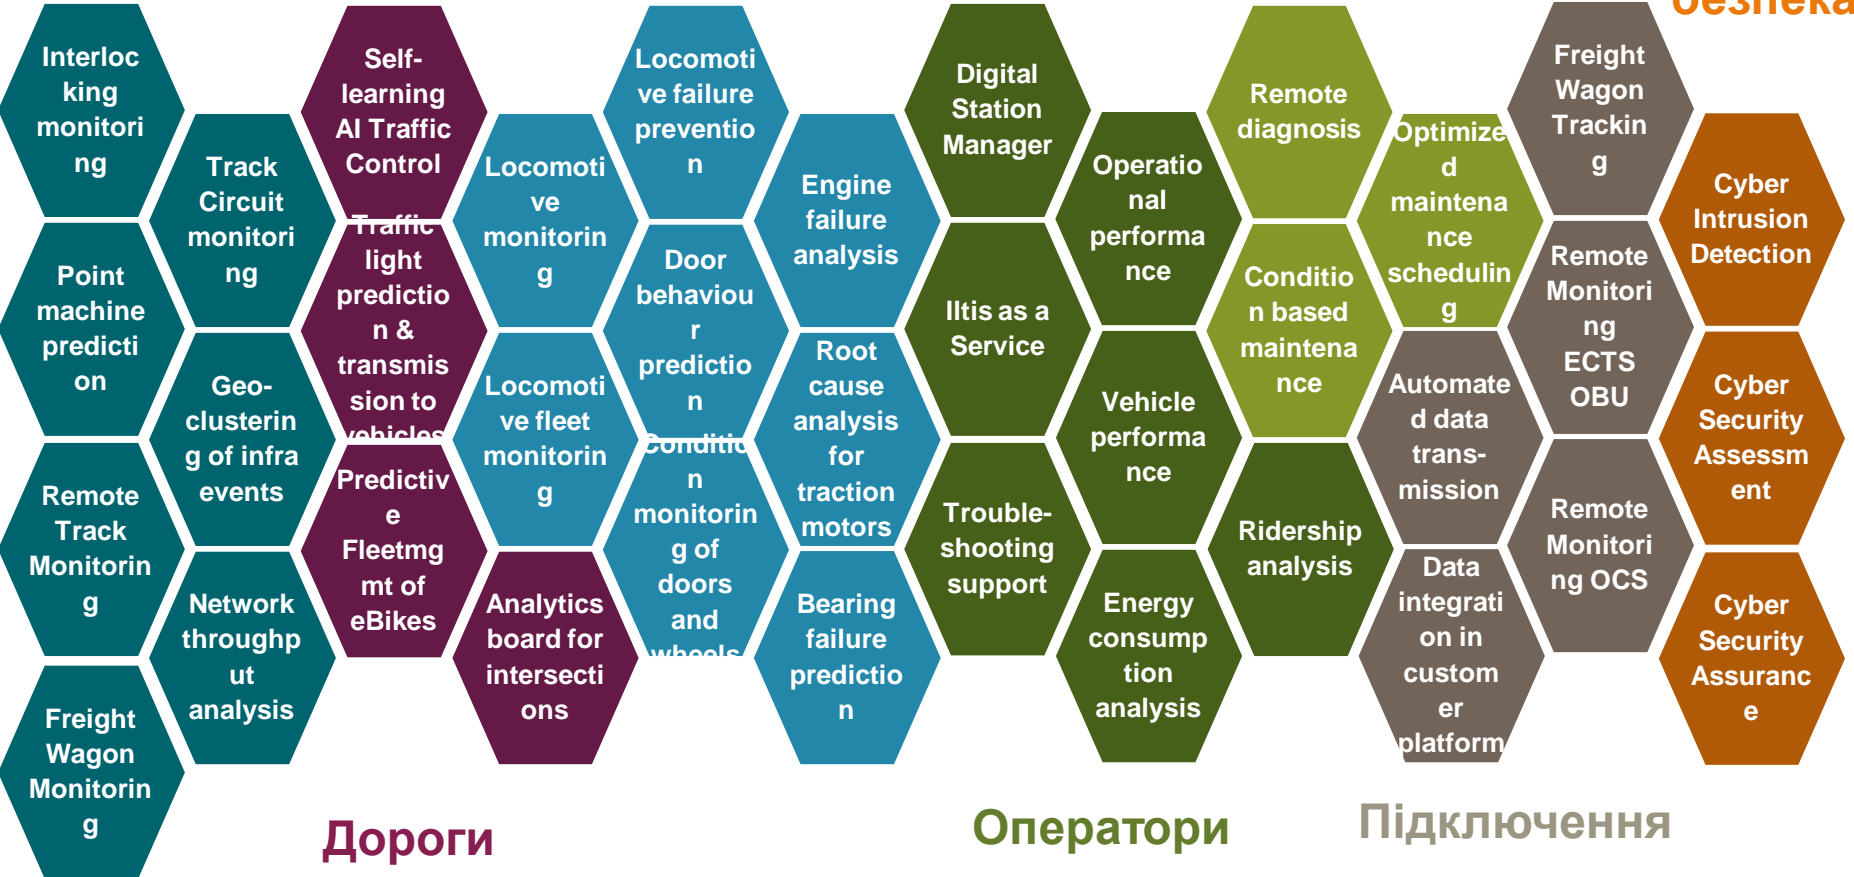 безпека
Interloc
king
monitori
ng
Point
machine
predicti
on
Remote
Track
Monitorin
g
Freight
Wagon
Monitorin
g
Track
Circuit
monitori
ng
Geo-
clusterin
g of infra
events
Network
throughp
ut
analysis
Self-
learning
AI Traffic
Control
Traffic
light
predictio
n &
transmis
sion to
vehicles
Predictiv
e
Fleetmg
mt of
eBikes
Locomoti
ve
monitorin
g
Locomoti
ve fleet
monitorin
g
Analytics
board for
intersecti
ons
Locomoti
ve failure
preventio
n
Door
behaviou
r
predictio
n
Conditio
n
monitorin
g of
doors
and
wheels
Engine
failure
analysis
Root
cause
analysis
for
traction
motors
Bearing
failure
predictio
n
Digital
Station
Manager
Iltis as a
Service
Trouble-
shooting
support
Operatio
nal
performa
nce
Vehicle
performa
nce
Energy
consump
tion
analysis
Remote
diagnosis
Conditio
n based
maintena
nce
Ridership
analysis
Optimize
d
maintena
nce
schedulin
g
Automate
d data
trans-
mission
Data
integrati
on in
custom
er
platform
Freight
Wagon
Trackin
g
Remote
Monitori
ng
ECTS
OBU
Remote
Monitori
ng OCS
Cyber
Intrusion
Detection
Cyber
Security
Assessm
ent
Cyber
Security
Assuranc
e
Дороги
Оператори
Підключення